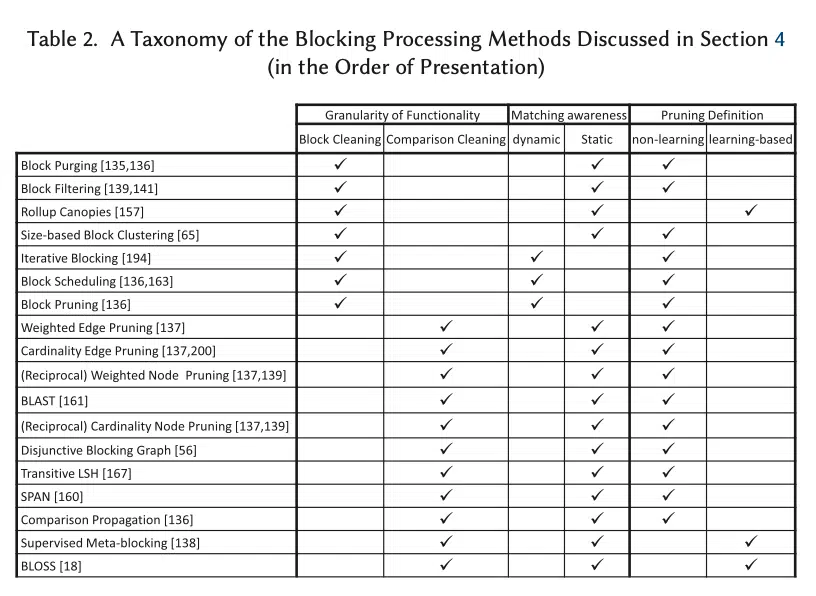 Table 2. A Taxonomy of the Blocking Processing Methods Discussed in Section 4
(in the Order of Presentation)
Granularity of Functionality Matching awareness Pruning Definition
Block Cleaning Comparison Cleaning dynamic Static non-learning learning-based
Block Purging [135,136] ✓ ✓ ✓
Block Filtering [139,141] ✓ ✓ ✓
Rollup Canopies [157] ✓ ✓ ✓
Size-based Block Clustering [65] ✓ ✓ ✓
Iterative Blocking [194] ✓ ✓ ✓
Block Scheduling [136,163] ✓ ✓ ✓
Block Pruning [136] ✓ ✓ ✓
Weighted Edge Pruning [137] ✓ ✓ ✓
Cardinality Edge Pruning [137,200] ✓ ✓ ✓
(Reciprocal) Weighted Node Pruning [137,139] ✓ ✓ ✓
BLAST [161] ✓ ✓ ✓
(Reciprocal) Cardinality Node Pruning [137,139] ✓ ✓ ✓
Disjunctive Blocking Graph [56] ✓ ✓ ✓
Transitive LSH [167] ✓ ✓ ✓
SPAN [160] ✓ ✓ ✓
Comparison Propagation [136] ✓ ✓ ✓
Supervised Meta-blocking [138] ✓ ✓ ✓
BLOSS [18] ✓ ✓ ✓